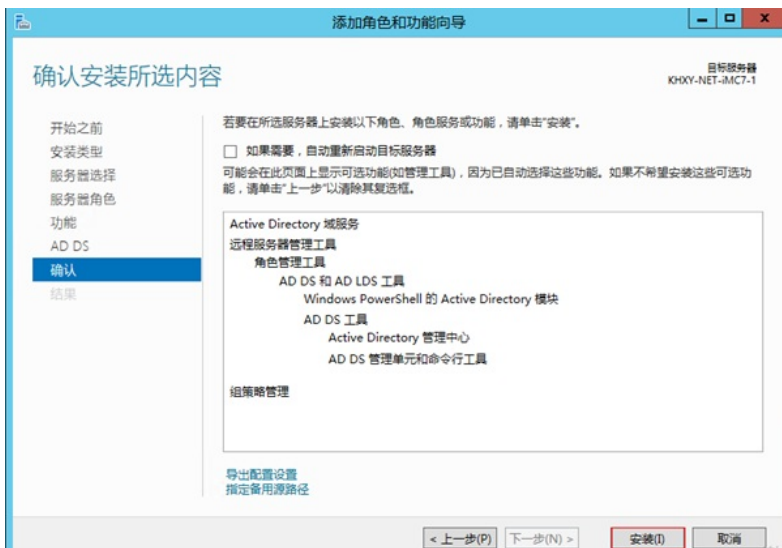 添加角色和功能向导
确认安装所选内容
目标服务器
KHXY-NET-iMC7-1
开始之前
安装类型
服务器选择
服务器角色
功能
AD DS
确认
结果
若要在所选服务器上安装以下角色、角色服务或功能，请单击"安装"。
如果需要，自动重新启动目标服务器
可能会在此页面上显示可选功能(如管理工具)，因为已自动选择这些功能。如果不希望安装这些可选功
能，请单击"上一步"以清除其复选框。
Active Directory 域服务
远程服务器管理工具
角色管理工具
AD DS 和 AD LDS 工具
Windows PowerShell 的 Active Directory 模块
AD DS 工具
Active Directory 管理中心
AD DS 管理单元和命令行工具
组策略管理
导出配置设置
指定备用源路径
< 上一步(P)
下一步(N) >
安装(I)
取消